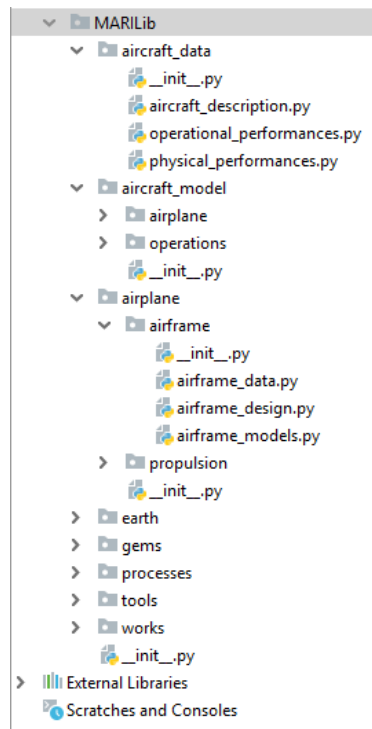 MARILib
aircraft_data
__init__.py
aircraft_description.py
operational_performances.py
physical_performances.py
aircraft_model
airplane
operations
__init__.py
airplane
airframe
__init__.py
airframe_data.py
airframe_design.py
airframe_models.py
propulsion
__init__.py
earth
gems
processes
tools
works
__init__.py
External Libraries
Scratches and Consoles